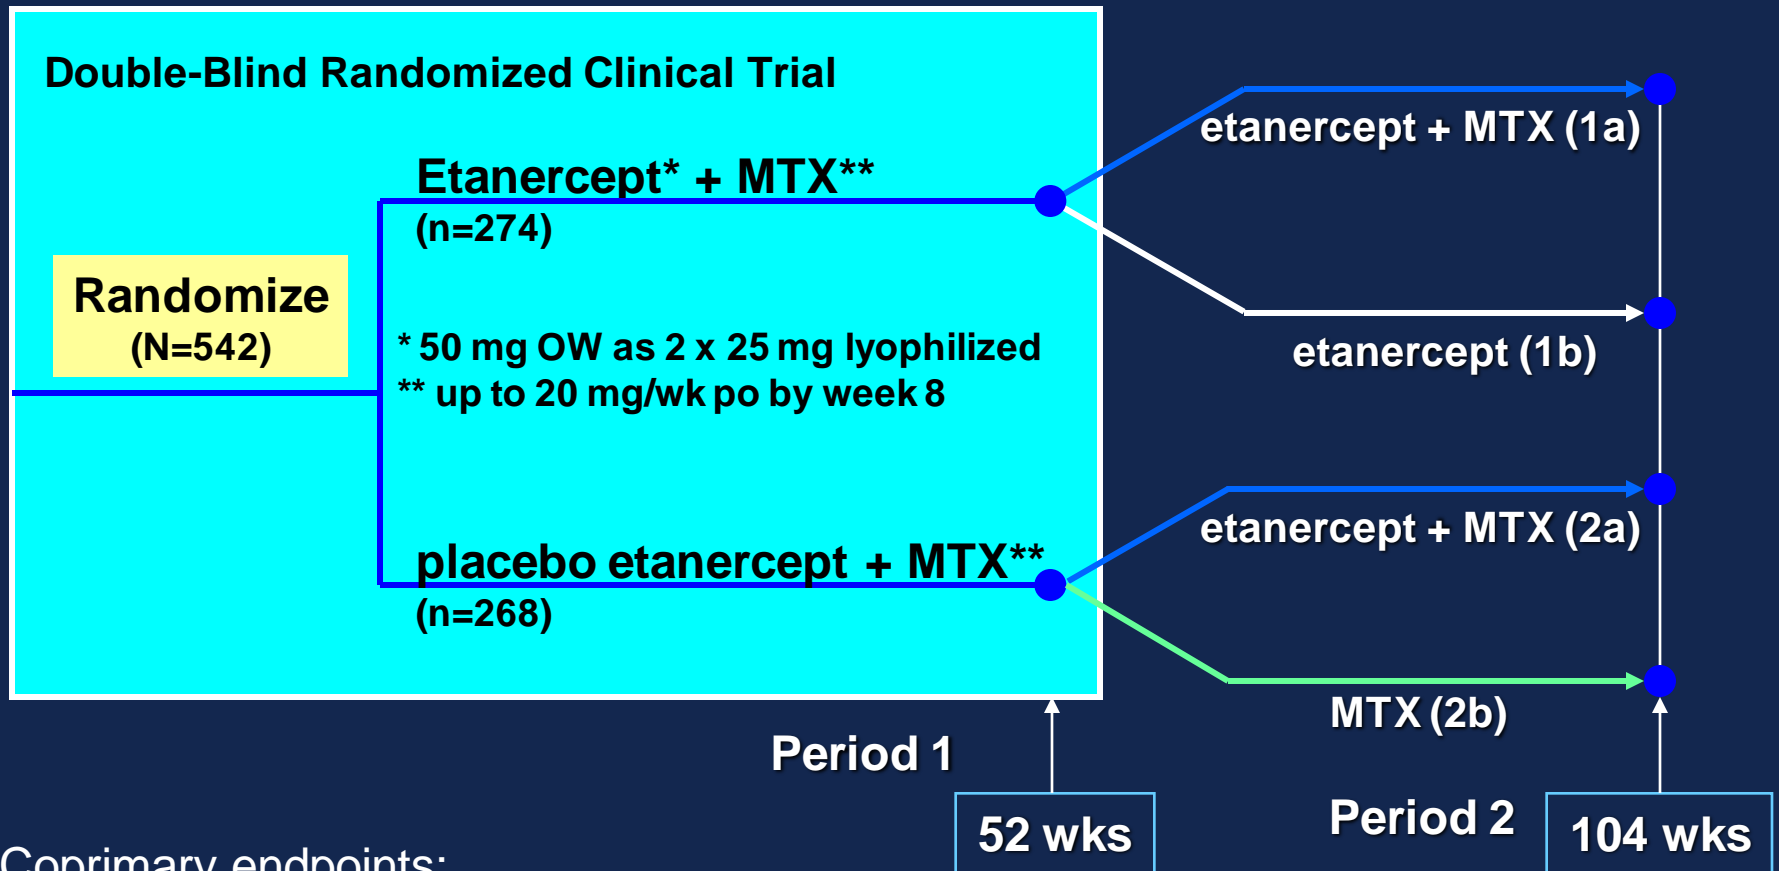 Double-Blind Randomized Clinical Trial
Etanercept* + MTX**
(n=274)
Randomize
(N=542)
* 50 mg OW as 2 x 25 mg lyophilized
** up to 20 mg/wk po by week 8
placebo etanercept + MTX**
(n=268)
etanercept + MTX (1a)
etanercept (1b)
etanercept + MTX (2a)
MTX (2b)
Period 1
52 wks
Period 2
104 wks
Coprimary endpoints: